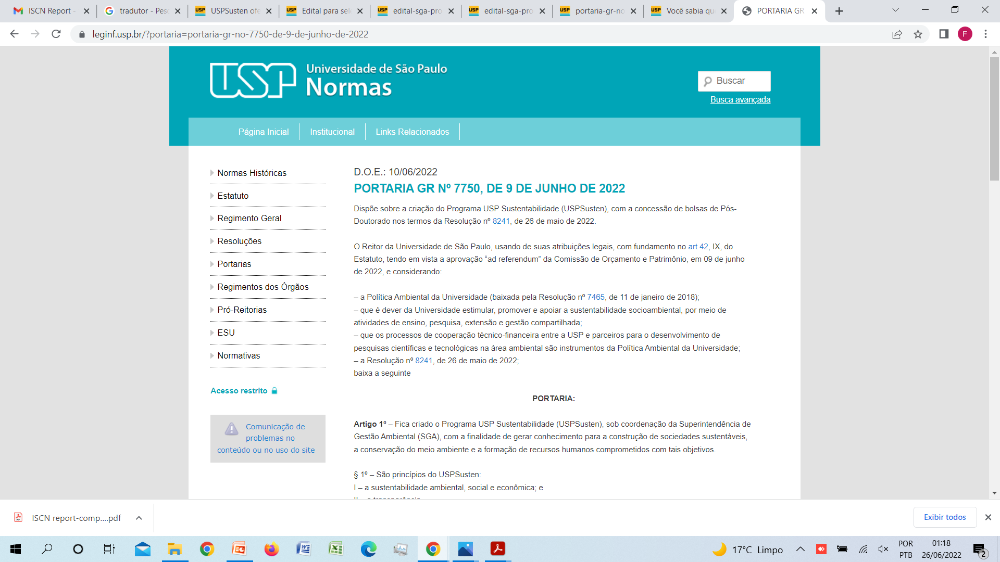 ISCN Report -
tradutor - Pesq
USPSusten ofe
Edital para sele
edital-sga-pro
edital-sga-pro
portaria-gr-no
Você sabia que
PORTARIA GR
leginf.usp.br/?portaria=portaria-gr-no-7750-de-9-de-junho-de-2022
F
USP
Universidade de São Paulo
Normas
Buscar
Busca avançada
Página Inicial
Institucional
Links Relacionados
Normas Históricas
Estatuto
Regimento Geral
Resoluções
Portarias
Regimentos dos Órgãos
Pró-Reitorias
ESU
Normativas
Acesso restrito
Comunicação de
problemas no
conteúdo ou no uso do site
D.O.E.: 10/06/2022
PORTARIA GR Nº 7750, DE 9 DE JUNHO DE 2022
Dispõe sobre a criação do Programa USP Sustentabilidade (USPSusten), com a concessão de bolsas de Pós-
Doutorado nos termos da Resolução nº 8241, de 26 de maio de 2022.
O Reitor da Universidade de São Paulo, usando de suas atribuições legais, com fundamento no art 42, IX, do
Estatuto, tendo em vista a aprovação “ad referendum” da Comissão de Orçamento e Patrimônio, em 09 de junho
de 2022, e considerando:
– a Política Ambiental da Universidade (baixada pela Resolução nº 7465, de 11 de janeiro de 2018);
– que é dever da Universidade estimular, promover e apoiar a sustentabilidade socioambiental, por meio de
atividades de ensino, pesquisa, extensão e gestão compartilhada;
– que os processos de cooperação técnico-financeira entre a USP e parceiros para o desenvolvimento de
pesquisas científicas e tecnológicas na área ambiental são instrumentos da Política Ambiental da Universidade;
– a Resolução nº 8241, de 26 de maio de 2022;
baixa a seguinte
PORTARIA:
Artigo 1º – Fica criado o Programa USP Sustentabilidade (USPSusten), sob coordenação da Superintendência de
Gestão Ambiental (SGA), com a finalidade de gerar conhecimento para a construção de sociedades sustentáveis,
a conservação do meio ambiente e a formação de recursos humanos comprometidos com tais objetivos.
§ 1º – São princípios do USPSusten:
I – a sustentabilidade ambiental, social e econômica; e
II – a transparência
ISCN report-comp....pdf
Exibir todos
17°C Limpo
POR
PTB
01:18
26/06/2022
2